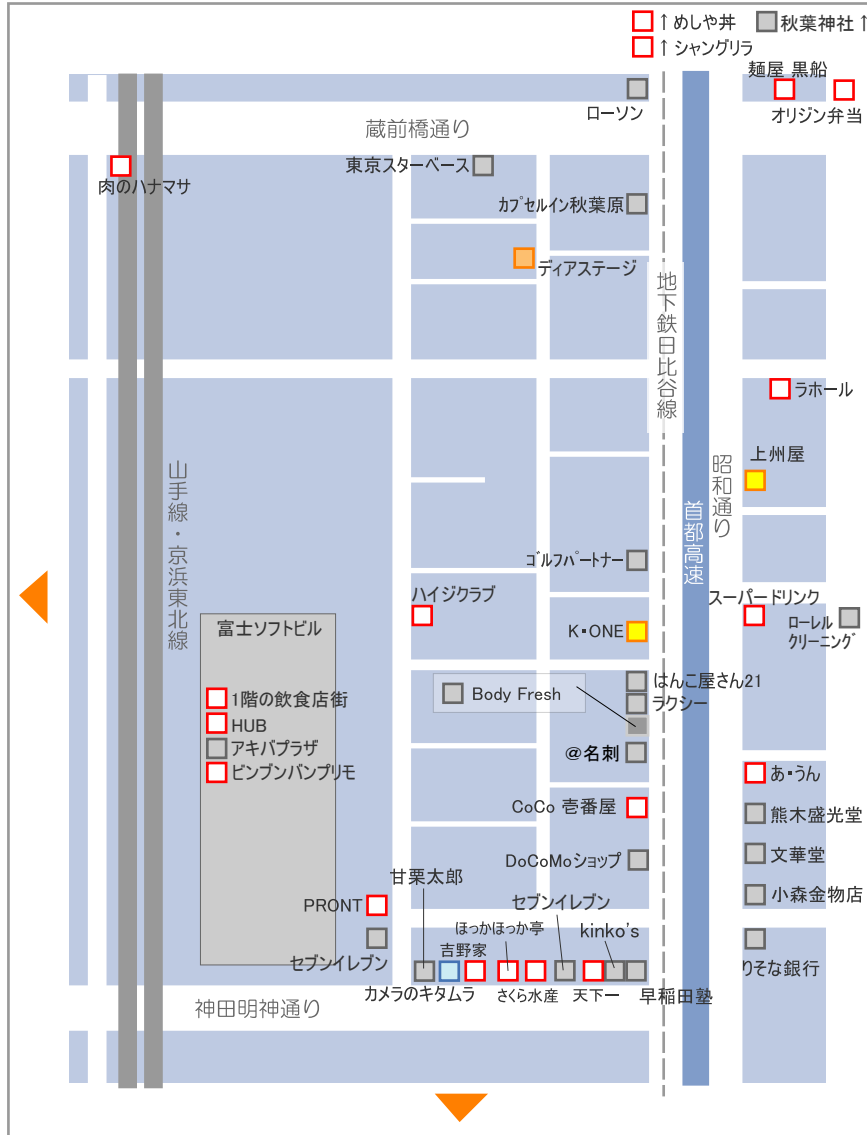 ↑めしや丼
秋葉神社↑
↑シャングリラ
麺屋 黒船
オリジン弁当
ローソン
蔵前橋通り
東京スターベース
肉のハナマサ
カプセルイン秋葉原
ディアステージ
地下鉄日比谷線
ラホール
上州屋
昭和通り
首都高速
山手線・京浜東北線
ゴルフパートナー
ハイジクラブ
スーパードリンク
ローレル
クリーニング
富士ソフトビル
K・ONE
はんこ屋さん21
ラクシー
Body Fresh
1階の飲食店街
HUB
アキバプラザ
ビンブンバンプリモ
@名刺
あ・うん
CoCo 壱番屋
熊木盛光堂
DoCoMoショップ
文華堂
甘栗太郎
小森金物店
PRONT
セブンイレブン
ほっかほっか亭
kinko's
吉野家
セブンイレブン
りそな銀行
カメラのキタムラ
さくら水産
天下一
早稲田塾
神田明神通り